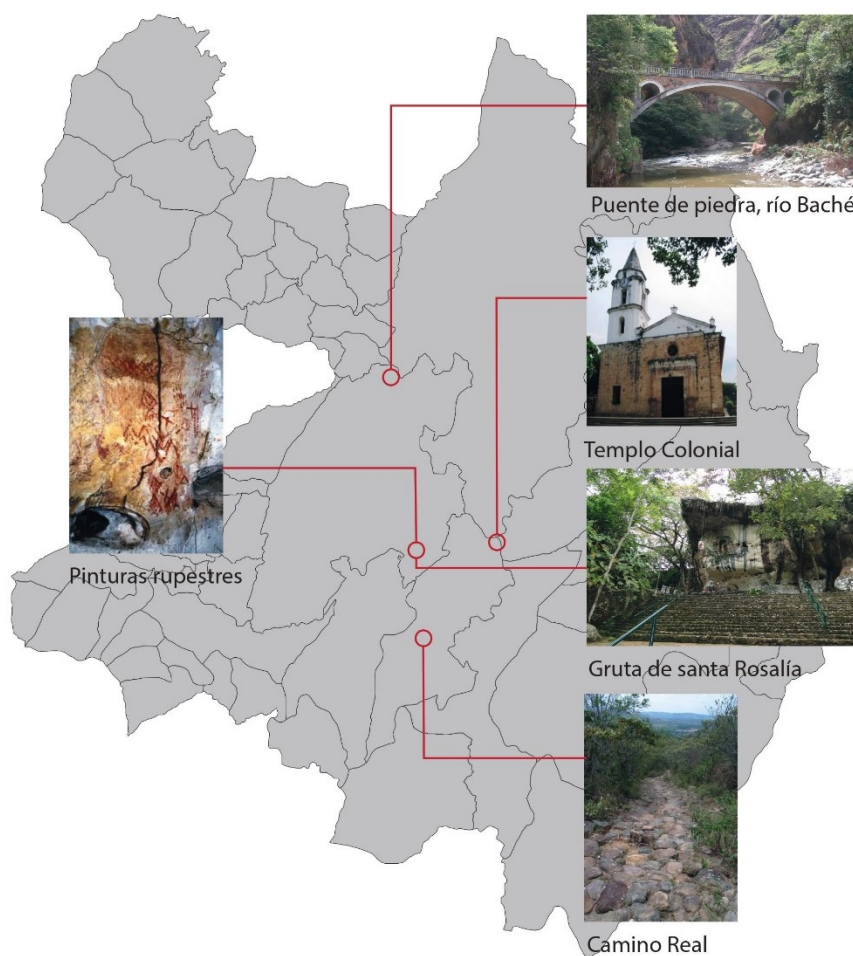 Puente de piedra, río Baché
Templo Colonial
Pinturas rupestres
Gruta de santa Rosalía
Camino Real